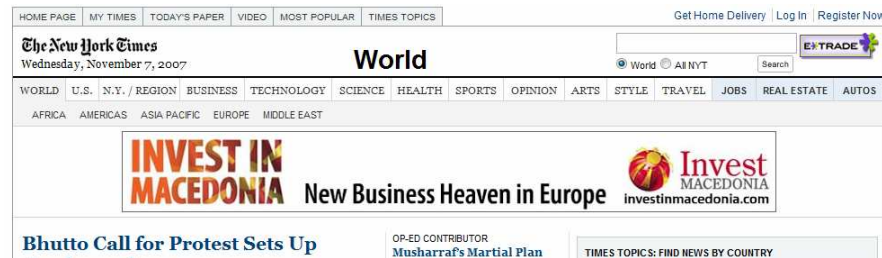 HOME PAGE MY TIMES TODAY'S PAPER VIDEO MOST POPULAR TIMES TOPICS
Get Home Delivery Log In Register Now
The New York Times
Wednesday, November 7, 2007
World
World All NYT Search
E*TRADE
WORLD U.S. N.Y. / REGION BUSINESS TECHNOLOGY SCIENCE HEALTH SPORTS OPINION ARTS STYLE TRAVEL JOBS REAL ESTATE AUTOS
AFRICA AMERICAS ASIA PACIFIC EUROPE MIDDLE EAST
INVEST IN
MACEDONIA
New Business Heaven in Europe
Invest
MACEDONIA
investinmacedonia.com
Bhutto Call for Protest Sets Up
OP-ED CONTRIBUTOR
Musharraf's Martial Plan
TIMES TOPICS: FIND NEWS BY COUNTRY